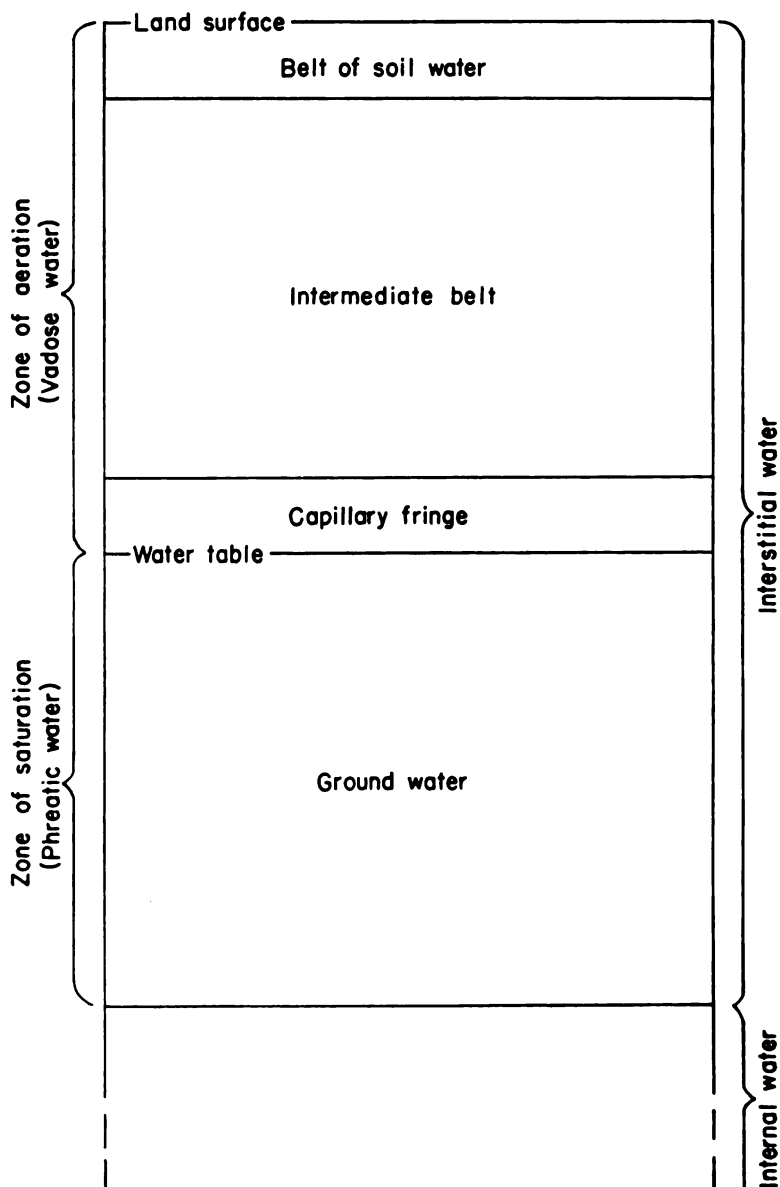 Land surface
Belt of soil water
Intermediate belt
Capillary fringe
Water table
Ground water
Zone of aeration
(Vadose water)
Zone of saturation
(Phreatic water)
Interstitial water
Internal water